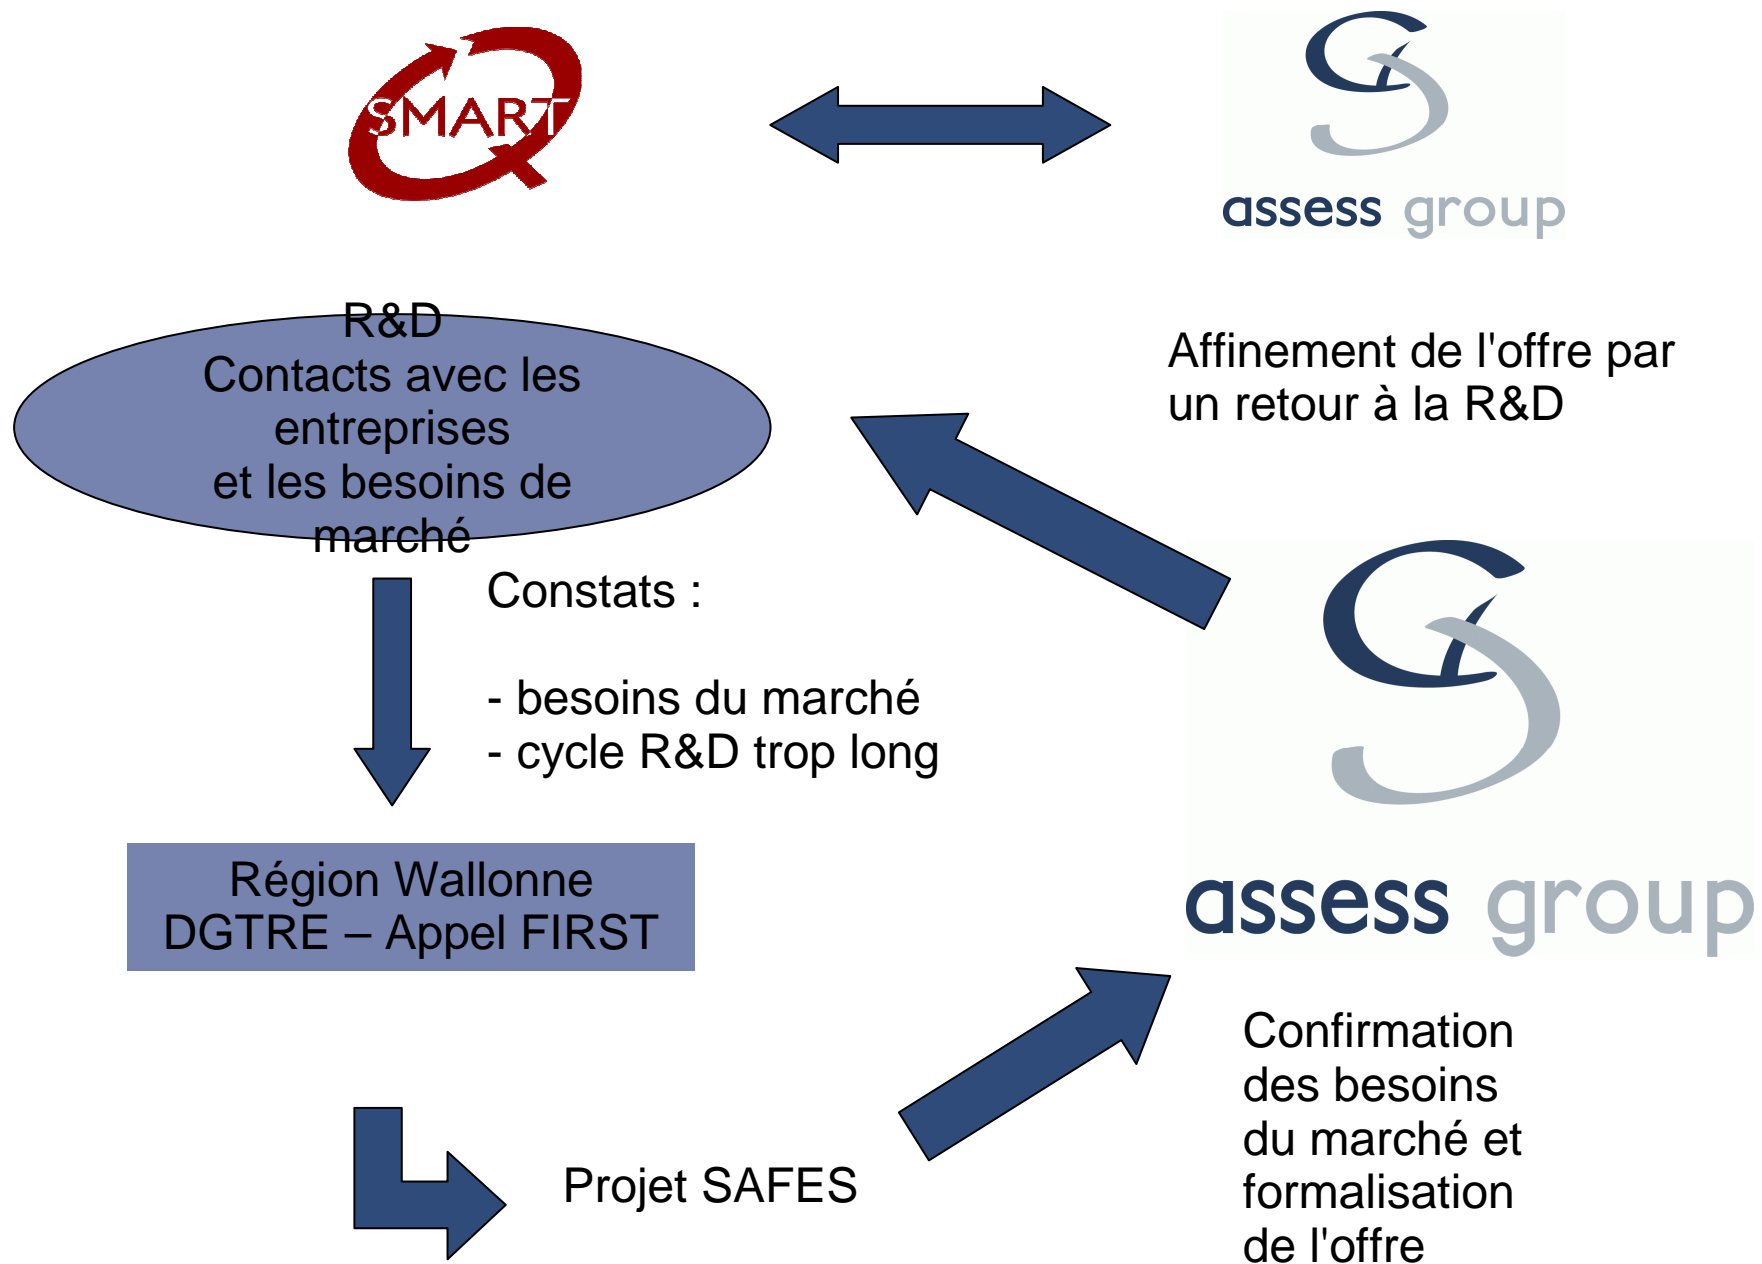 SMART
assess group
R&D
Contacts avec les
entreprises
et les besoins de
marché
Affinement de l'offre par
un retour à la R&D
Constats :
- besoins du marché
- cycle R&D trop long
Région Wallonne
DGTRE – Appel FIRST
assess group
Projet SAFES
Confirmation
des besoins
du marché et
formalisation
de l'offre